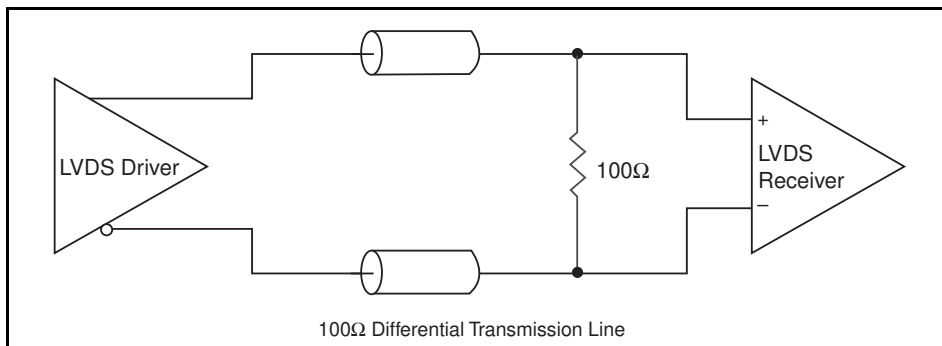 LVDS Driver
100Ω
+
LVDS
Receiver
−
100Ω Differential Transmission Line